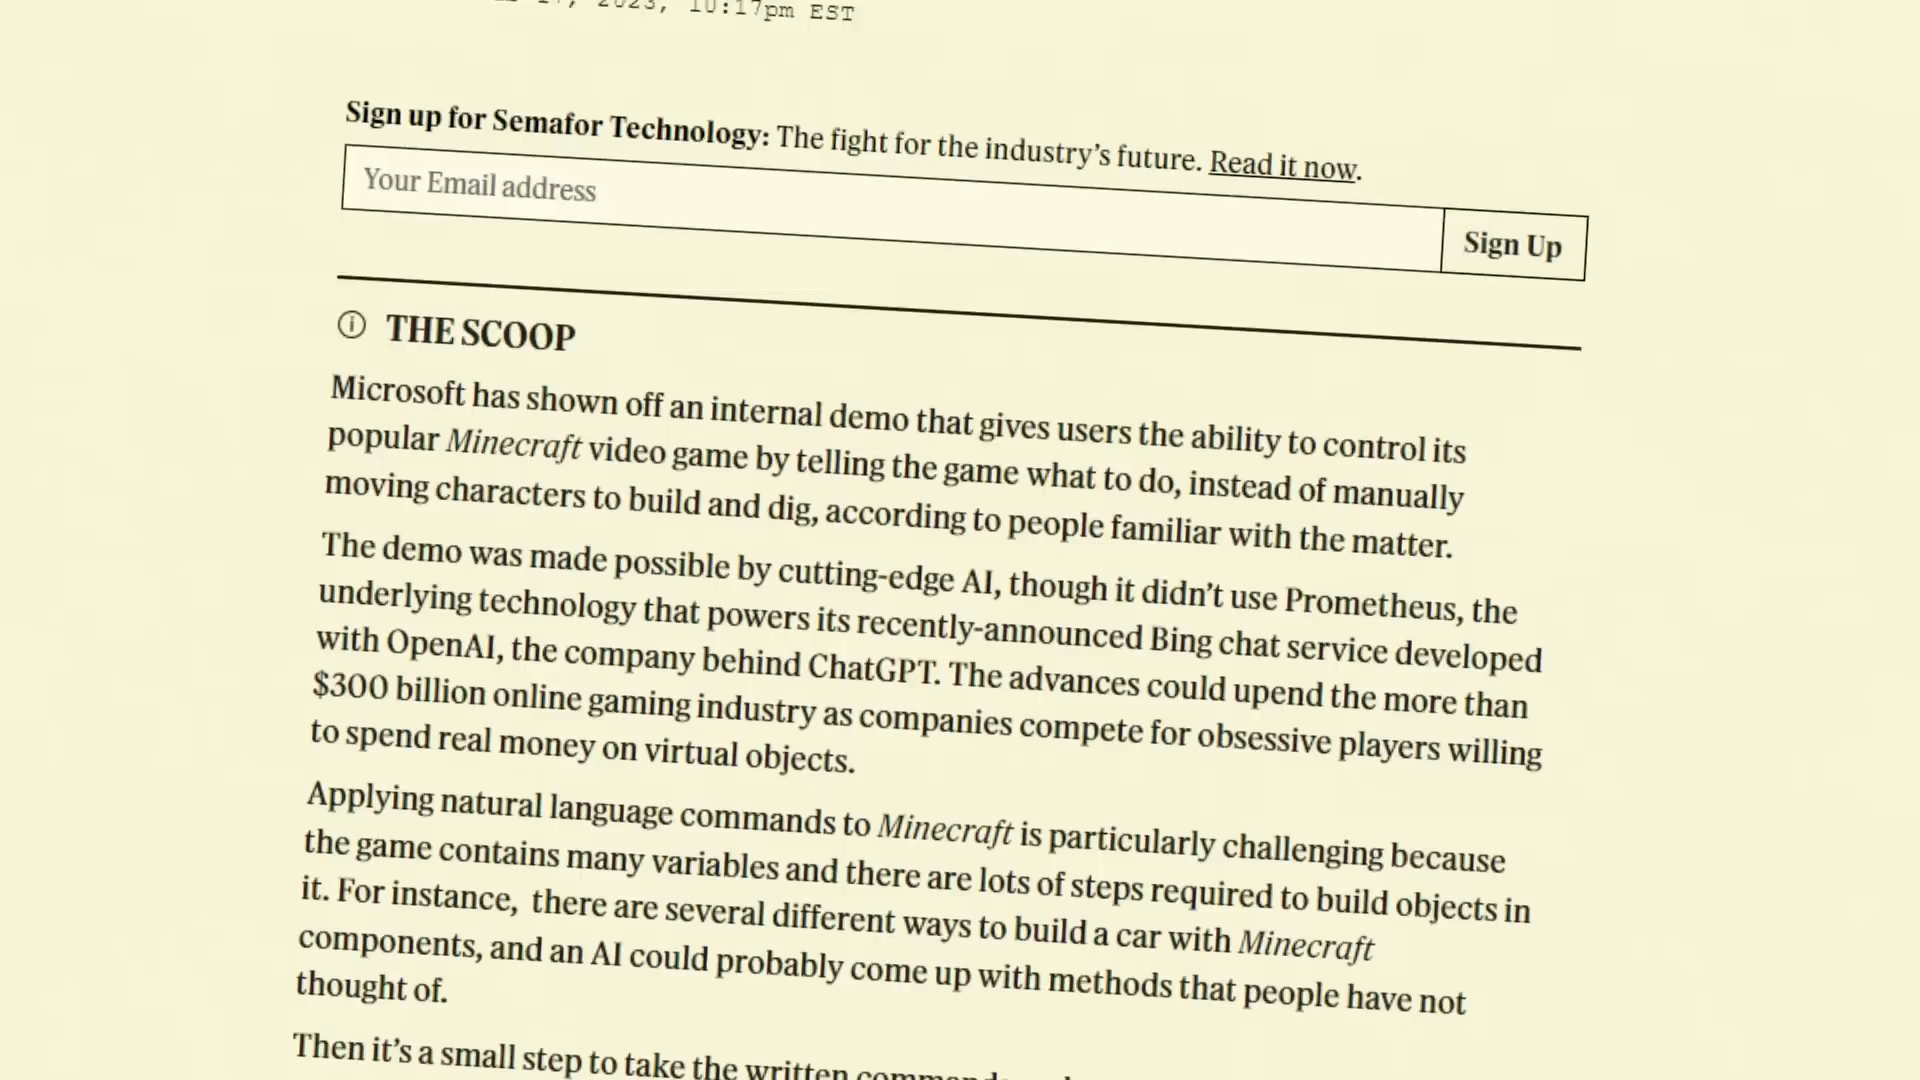 2023, 10:17pm EST
Sign up for Semafor Technology: The fight for the industry’s future. Read it now.
Your Email address
Sign Up
THE SCOOP
Microsoft has shown off an internal demo that gives users the ability to control its
popular Minecraft video game by telling the game what to do, instead of manually
moving characters to build and dig, according to people familiar with the matter.
The demo was made possible by cutting-edge AI, though it didn’t use Prometheus, the
underlying technology that powers its recently-announced Bing chat service developed
with OpenAI, the company behind ChatGPT. The advances could upend the more than
$300 billion online gaming industry as companies compete for obsessive players willing
to spend real money on virtual objects.
Applying natural language commands to Minecraft is particularly challenging because
the game contains many variables and there are lots of steps required to build objects in
it. For instance,  there are several different ways to build a car with Minecraft
components, and an AI could probably come up with methods that people have not
thought of.
Then it’s a small step to take the written